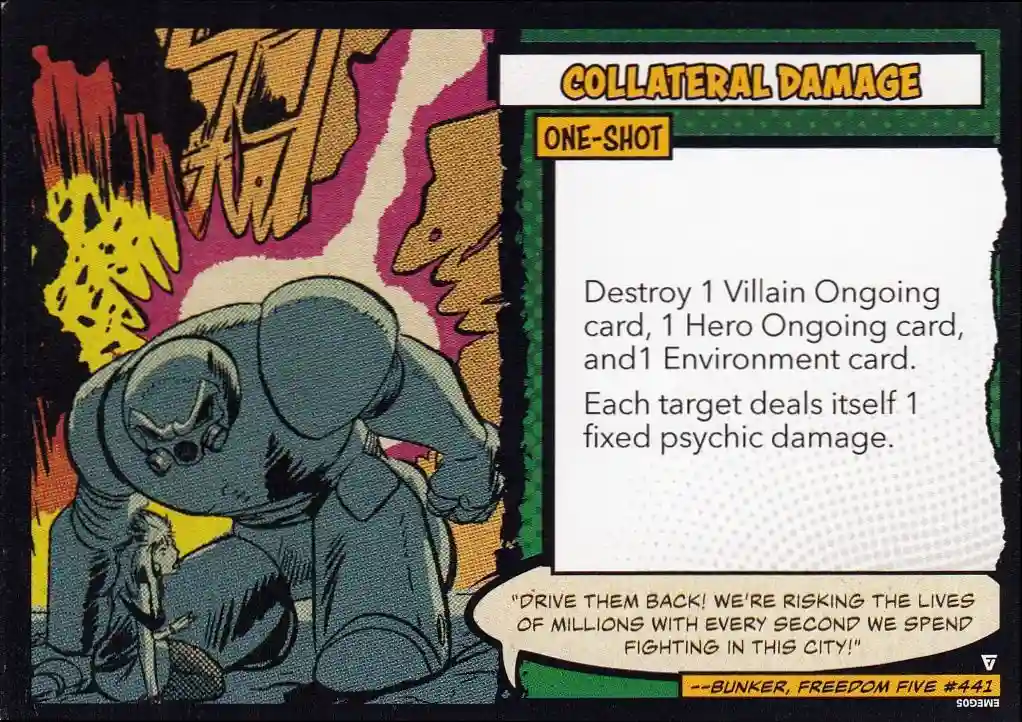 COLLATERAL DAMAGE
ONE-SHOT
Destroy 1 Villain Ongoing
card, 1 Hero Ongoing card,
and1 Environment card.
Each target deals itself 1
fixed psychic damage.
"DRIVE THEM BACK! WE'RE RISKING THE LIVES
OF MILLIONS WITH EVERY SECOND WE SPEND
FIGHTING IN THIS CITY!"
--BUNKER, FREEDOM FIVE #441
EMEG05